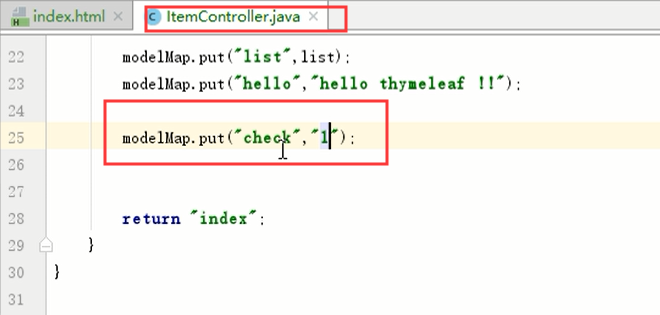 index.html
ItemController.java
22 modelMap.put("list",list);
23 modelMap.put("hello","hello thymeleaf !!");
24
25 modelMap.put("check","1");
26
27
28 return "index";
29 }
30 }
31